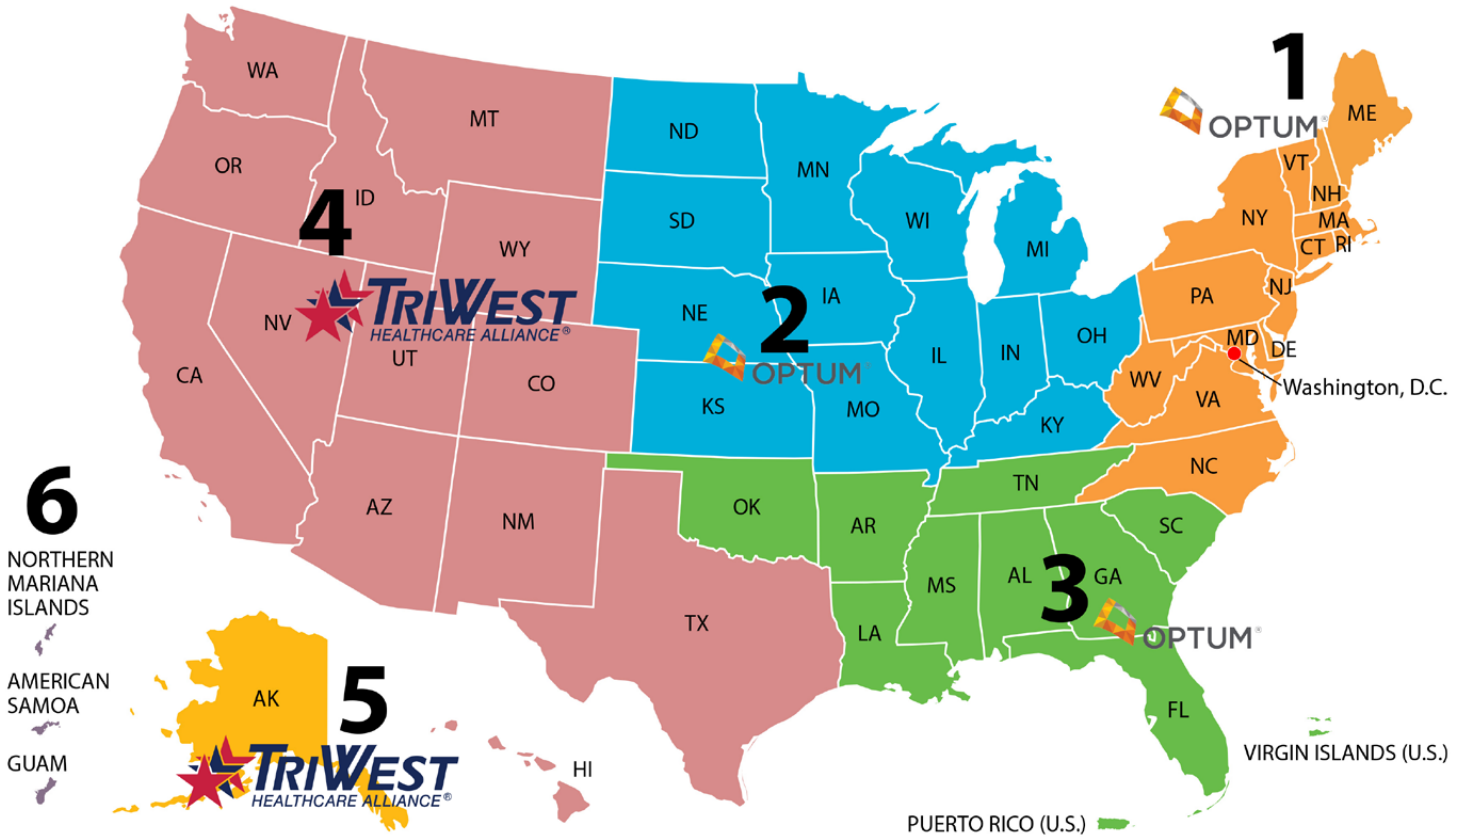 1
OPTUM®
ME
VT
NH
MA
CT
RI
NY
PA
NJ
MD
DE
Washington, D.C.
WV
VA
NC
2
OPTUM
ND
MN
SD
WI
MI
NE
IA
IL
IN
OH
KS
MO
KY
3
OPTUM®
TN
OK
AR
SC
MS
AL
GA
LA
FL
VIRGIN ISLANDS (U.S.)
PUERTO RICO (U.S.)
4
TRIWEST
HEALTHCARE ALLIANCE®
WA
MT
OR
ID
WY
NV
UT
CA
CO
AZ
NM
TX
HI
5
AK
TRIWEST
HEALTHCARE ALLIANCE®
6
NORTHERN
MARIANA
ISLANDS
AMERICAN
SAMOA
GUAM